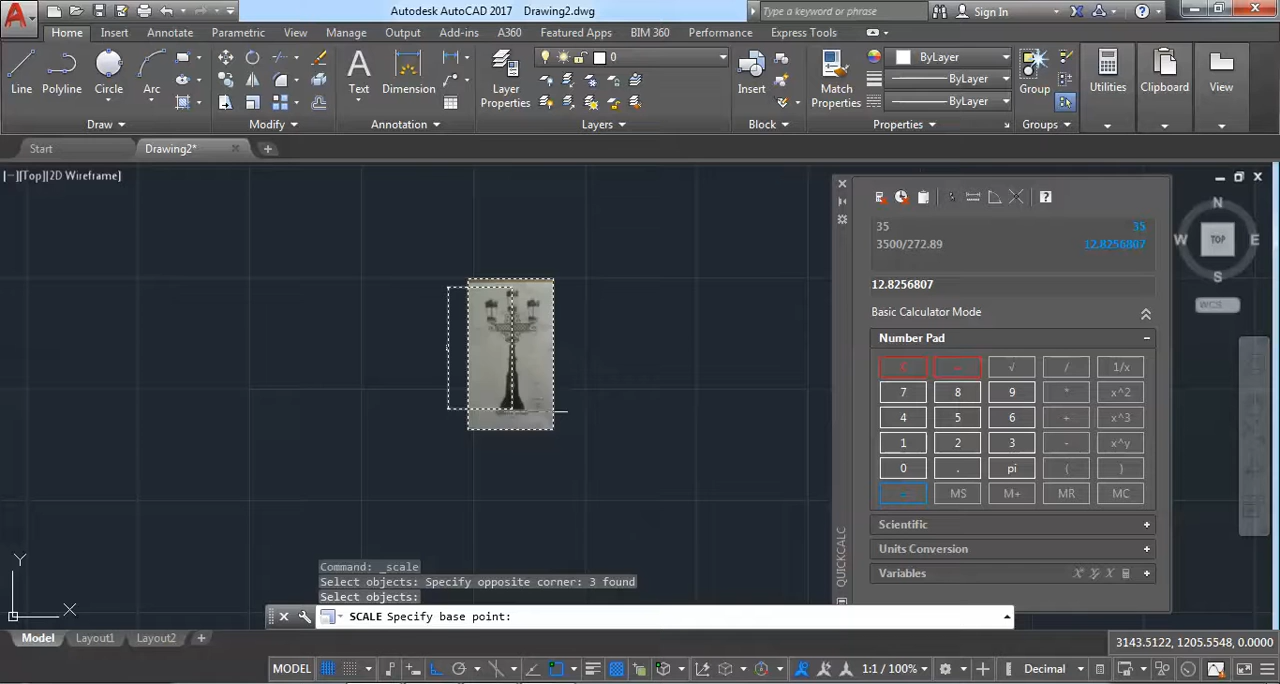 Autodesk AutoCAD 2017 Drawing2.dwg
Type a keyword or phrase
Sign In
Home Insert Annotate Parametric View Manage Output Add-ins A360 Featured Apps BIM 360 Performance Express Tools
Line Polyline Circle Arc
Text Dimension
Layer Properties
0
Insert
Match Properties
ByLayer
ByLayer
ByLayer
Group Utilities Clipboard View
Draw Modify Annotation Layers Block Properties Groups
Start Drawing2* +
[−][Top][2D Wireframe]
N
W TOP E
S
WCS
35 35
3500/272.89 12.8256807
12.8256807
Basic Calculator Mode
Number Pad
C √ / 1/x
7 8 9 * x^2
4 5 6 + x^3
1 2 3 - x^y
0 . pi ( )
= MS M+ MR MC
Scientific
Units Conversion
Variables
QUICKCALC
Y
X
Command: _scale
Select objects: Specify opposite corner: 3 found
Select objects:
SCALE Specify base point:
Model Layout1 Layout2 +
3143.5122, 1205.5548, 0.0000
MODEL 1:1 / 100% Decimal